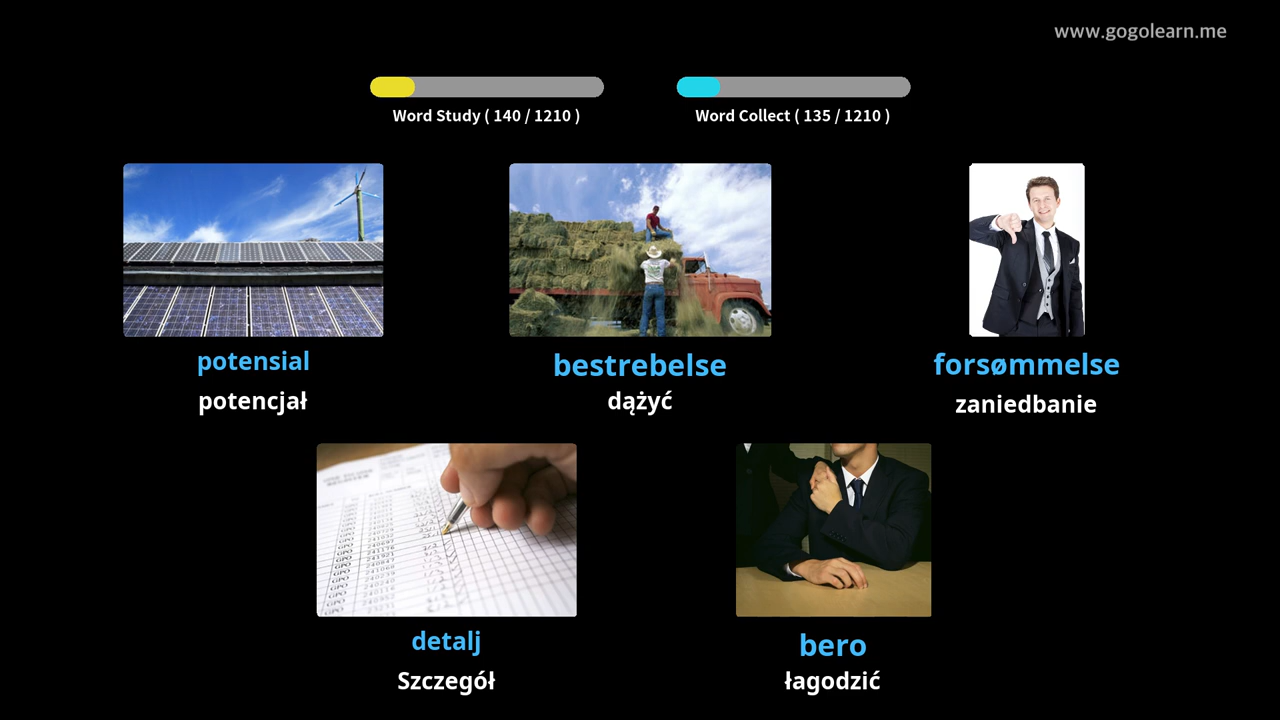 www.gogolearn.me
Word Study ( 140 / 1210 )
Word Collect ( 135 / 1210 )
potensial
potencjał
bestrebelse
dążyć
forsømmelse
zaniedbanie
detalj
Szczegół
bero
łagodzić